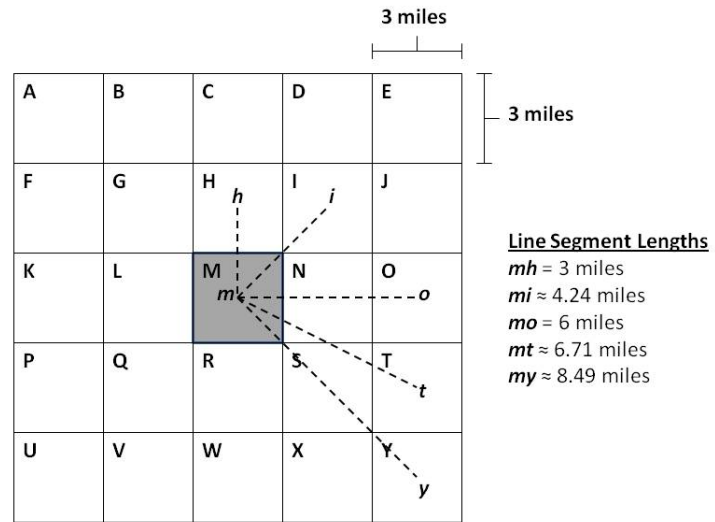 3 miles
A B C D E
3 miles
F G H I J
h i
Line Segment Lengths
K L M N O
mh = 3 miles
m o
mi ≈ 4.24 miles
mo = 6 miles
mt ≈ 6.71 miles
P Q R S T
my ≈ 8.49 miles
t
U V W X Y
y